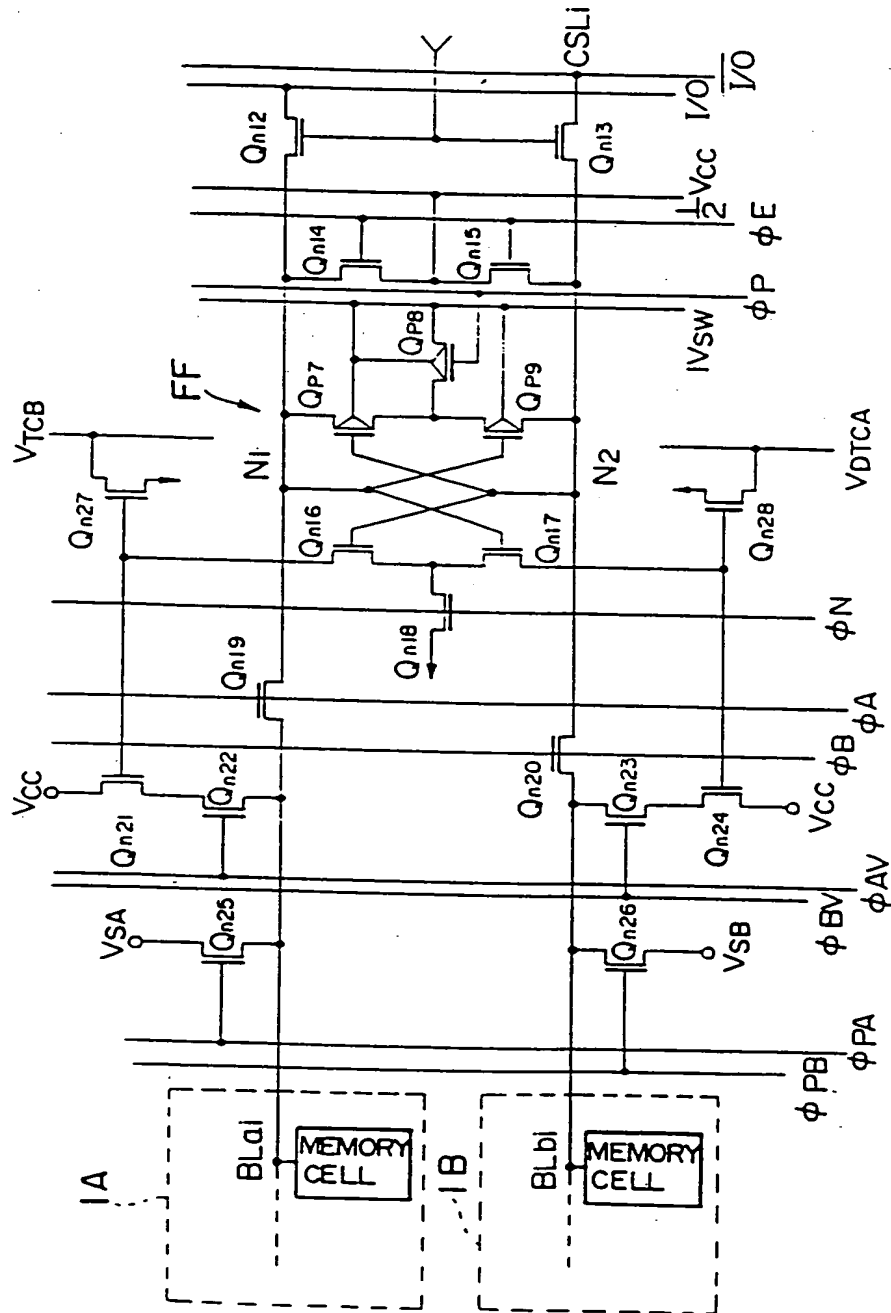 VTCB
FF
Qn27
N1
Qn16
QP7
QP8
QP9
Qn17
N2
Qn28
VDTCA
Qn14
Qn15
Qn12
Qn13
CSLi
I/O
I/O
1/2 VCC
φE
φP
IVSW
φN
Qn18
Qn19
φA
φB
Qn20
VCC
Qn21
Qn22
Qn23
Qn24
VCC
φAV
φBV
VSA
Qn25
Qn26
VSB
φPA
φPB
1A
BLai
MEMORY
CELL
1B
BLbi
MEMORY
CELL